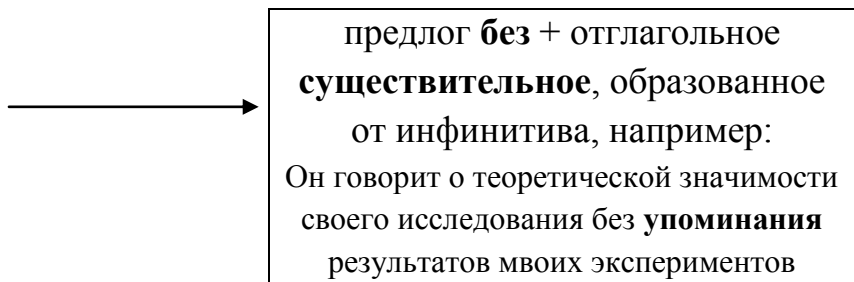 предлог без + отглагольное
существительное, образованное
от инфинитива, например:
Он говорит о теоретической значимости
своего исследования без упоминания
результатов мвоих экспериментов